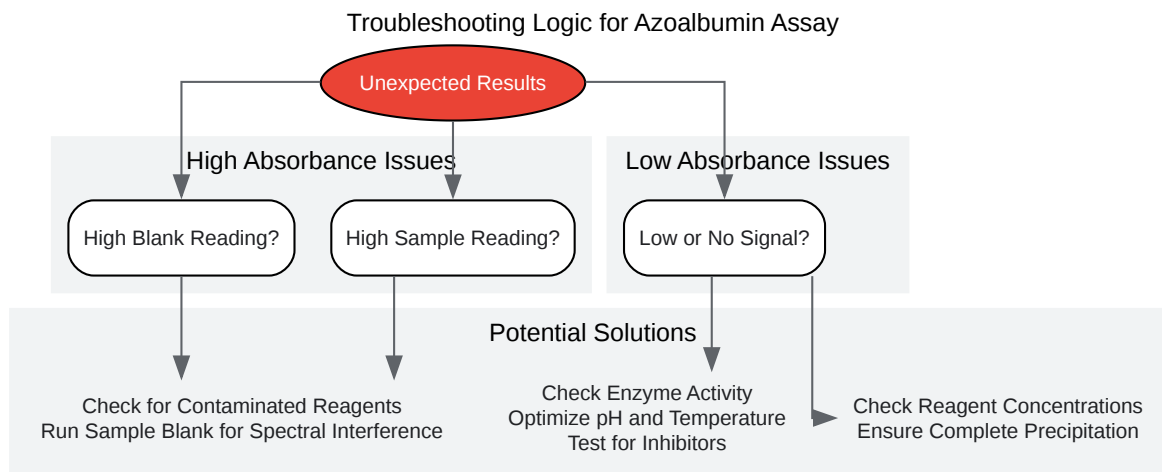 Troubleshooting Logic for Azoalbumin Assay
Unexpected Results
High Absorbance Issues
Low Absorbance Issues
High Blank Reading?
High Sample Reading?
Low or No Signal?
Potential Solutions
Check for Contaminated Reagents
Run Sample Blank for Spectral Interference
Check Enzyme Activity
Optimize pH and Temperature
Test for Inhibitors
Check Reagent Concentrations
Ensure Complete Precipitation